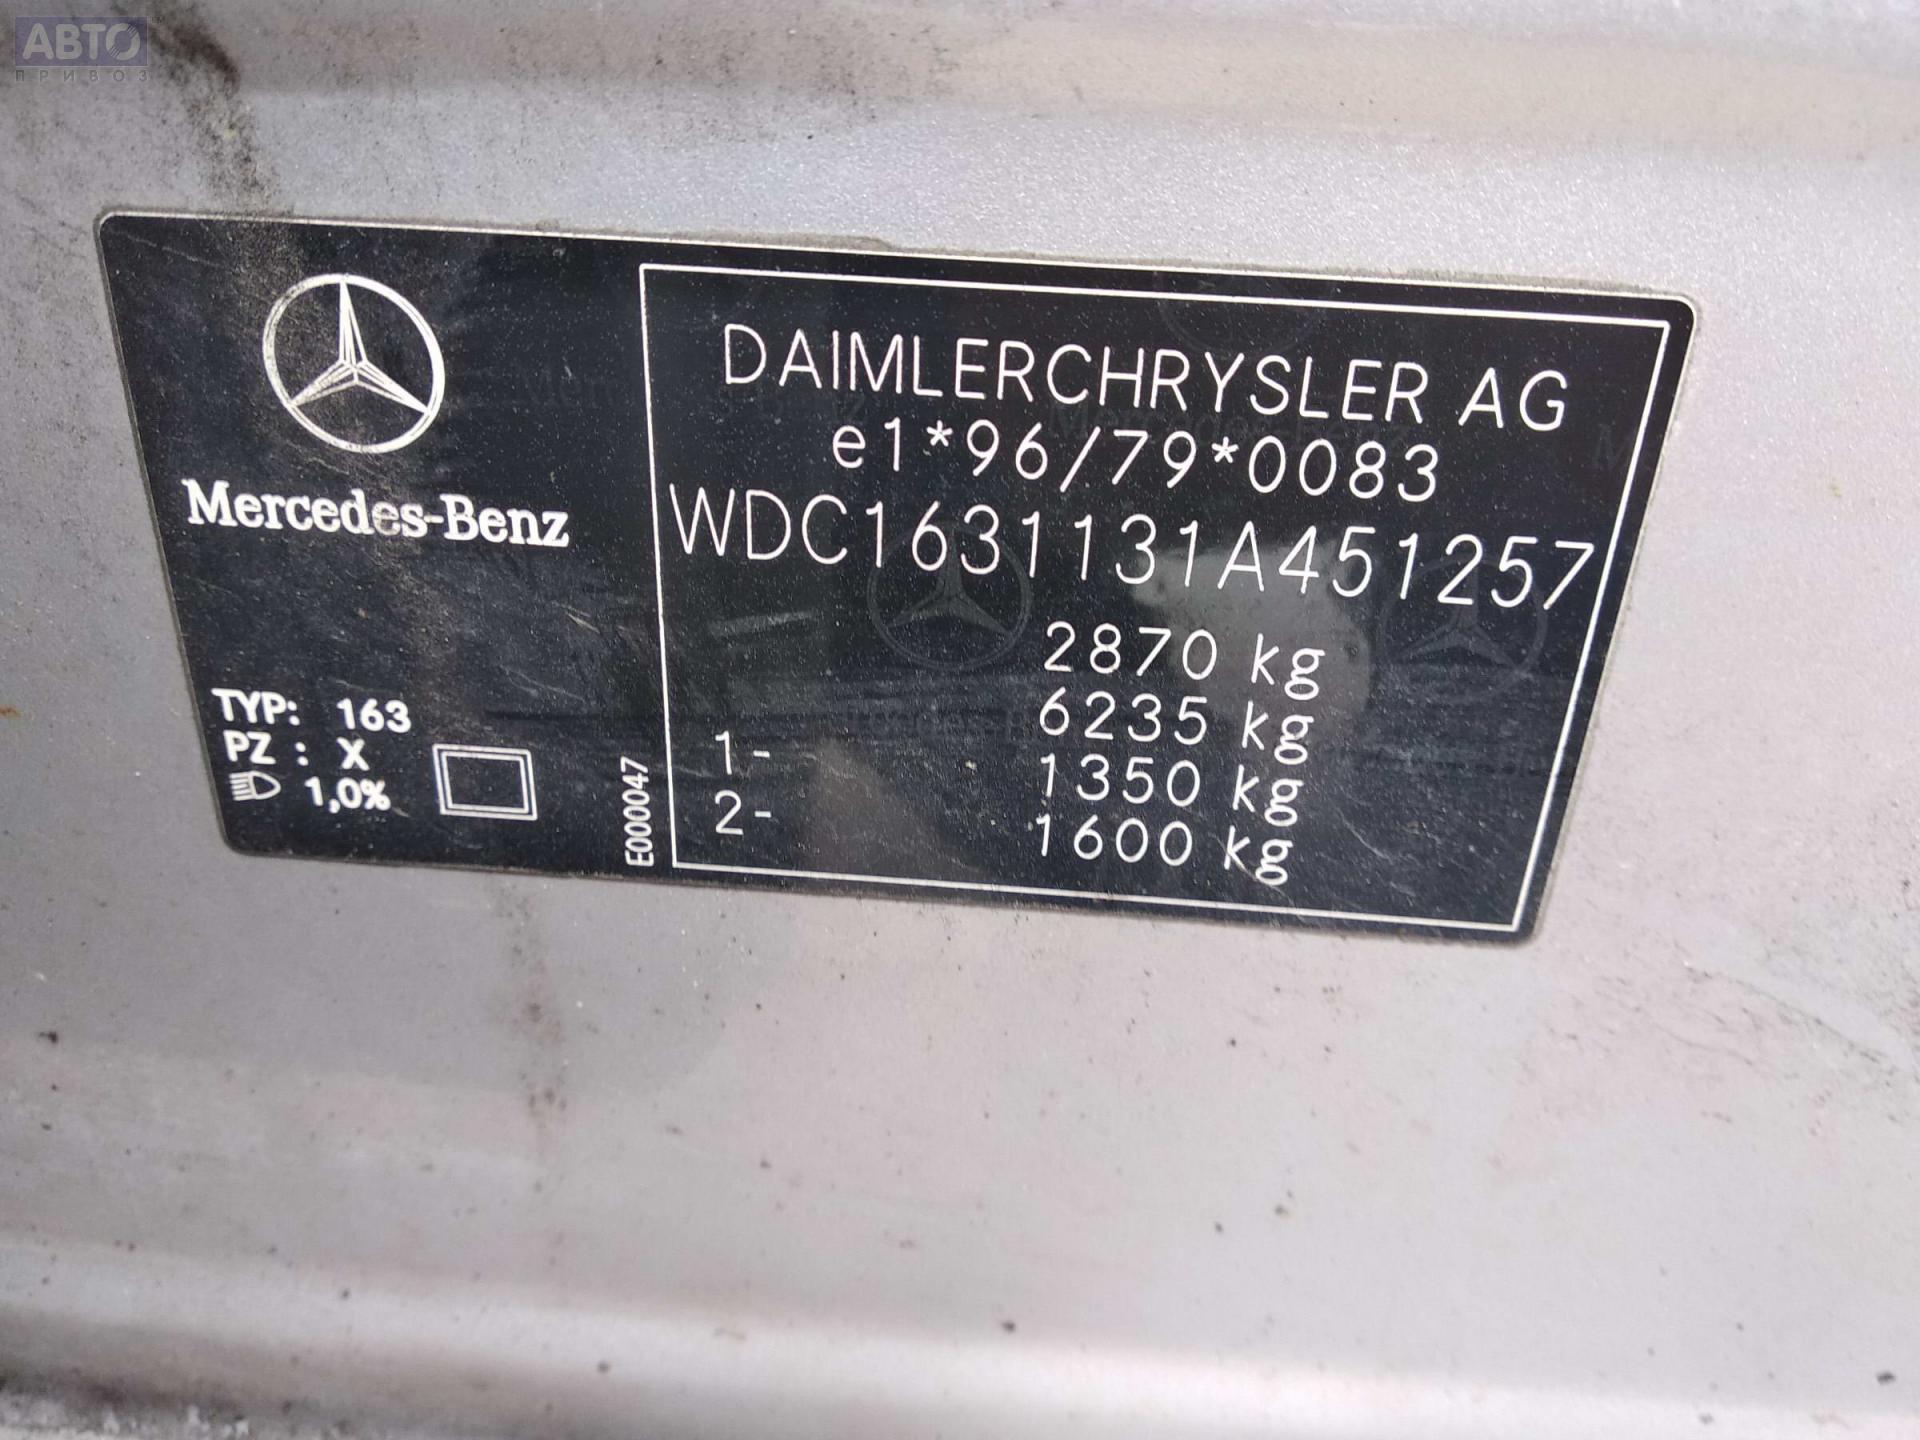 АВТО
ПРИВОЗ
Mercedes-Benz
TYP: 163
PZ : X
1,0%
E000047
DAIMLERCHRYSLER AG
e1*96/79*0083
WDC1631131A451257
2870 kg
6235 kg
1- 1350 kg
2- 1600 kg